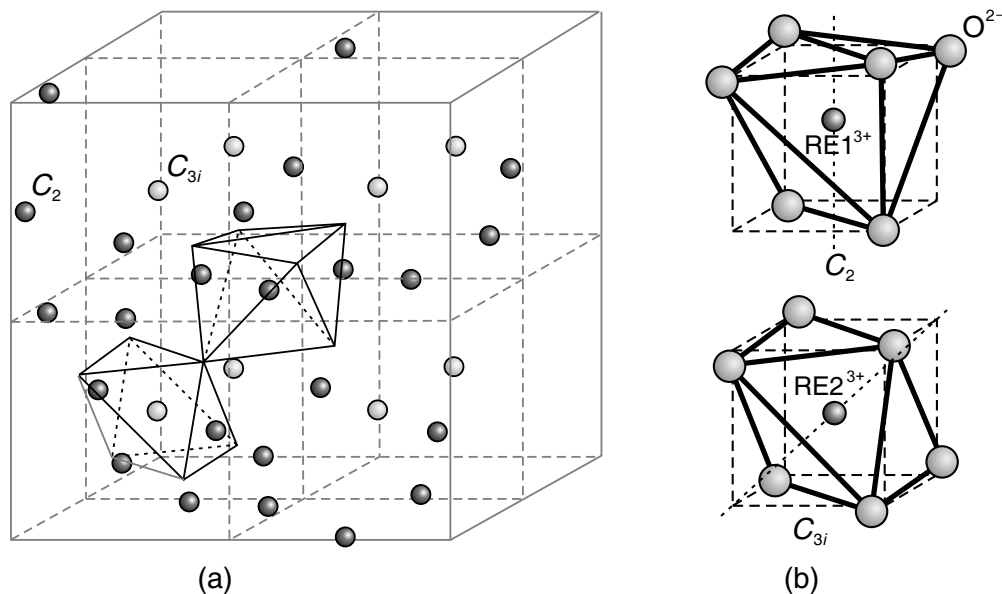 C₂
C₃ᵢ
(a)
O²⁻
RE1³⁺
C₂
RE2³⁺
C₃ᵢ
(b)